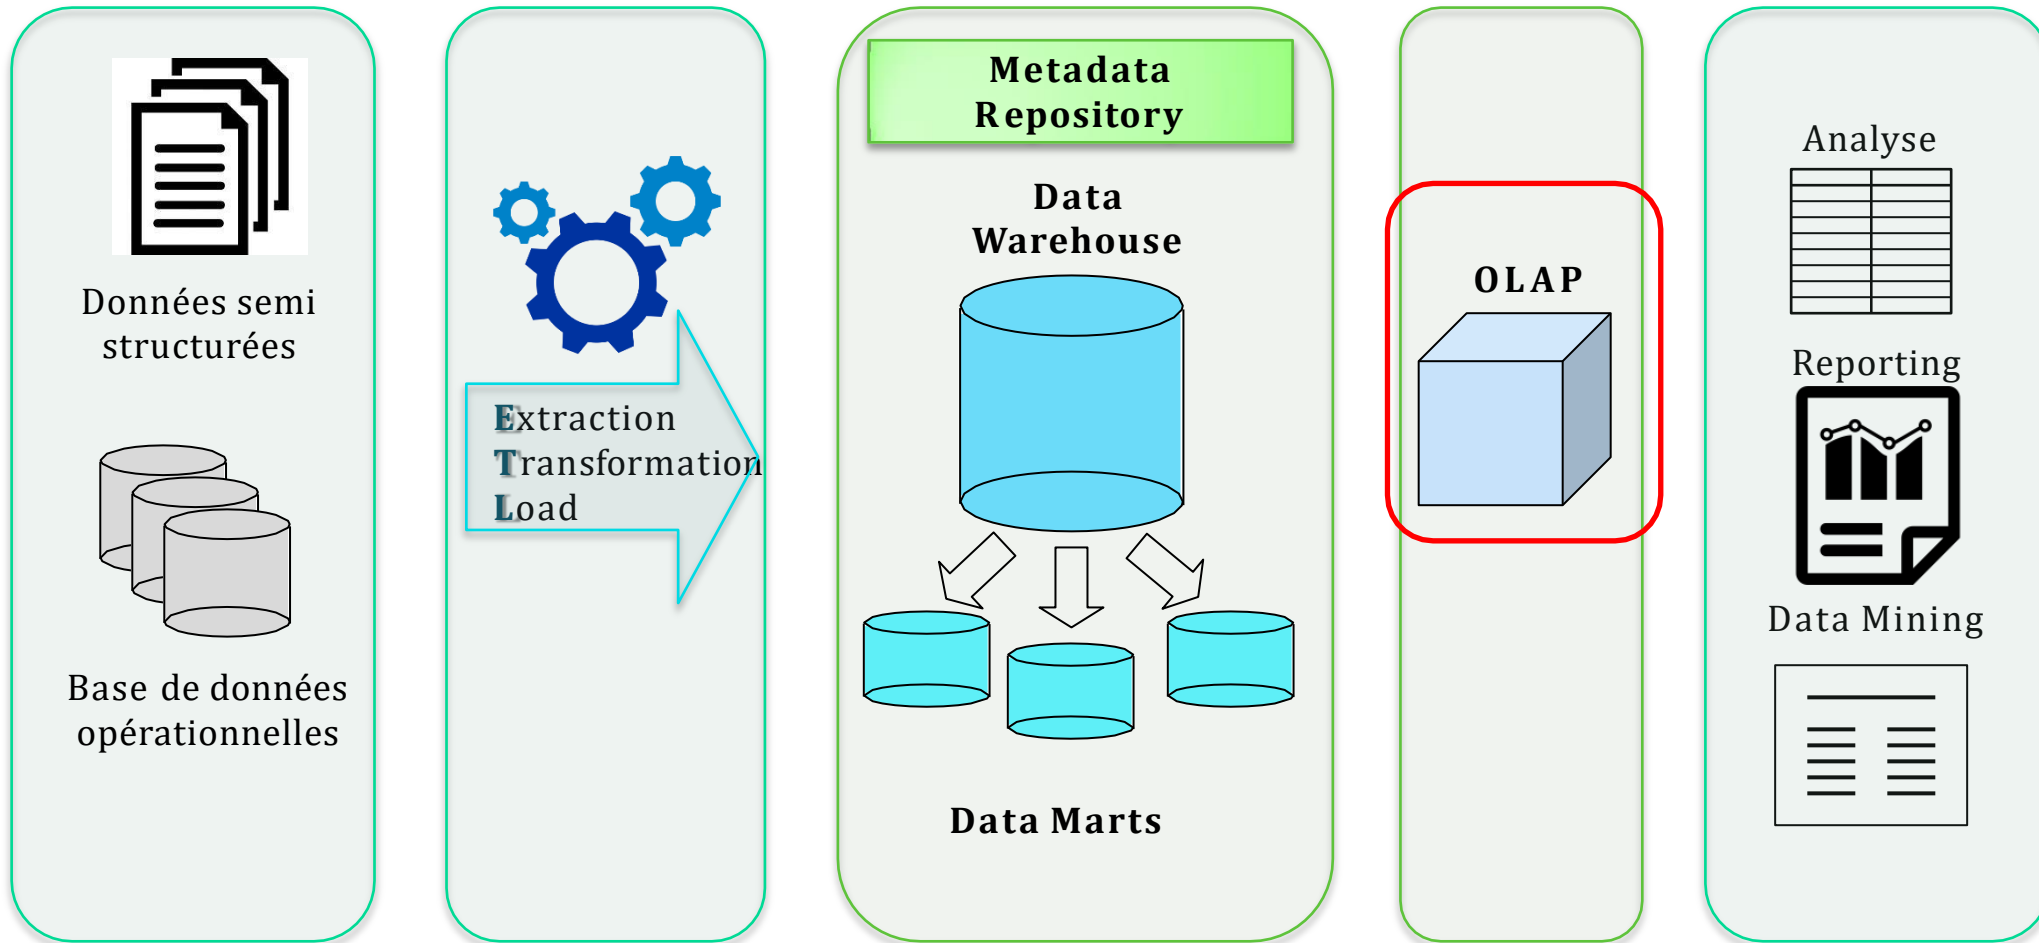 Données semi
structurées
Base de données
opérationnelles
Extraction
Transformation
Load
Metadata
Repository
Data
Warehouse
Data Marts
OLAP
Analyse
Reporting
Data Mining